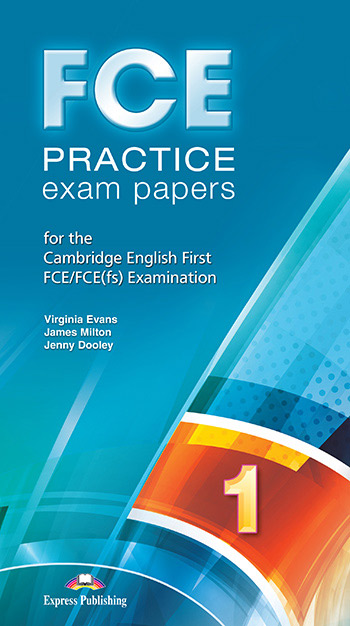 FCE
PRACTICE
exam papers
for the
Cambridge English First
FCE/FCE(fs) Examination
Virginia Evans
James Milton
Jenny Dooley
1
Express Publishing